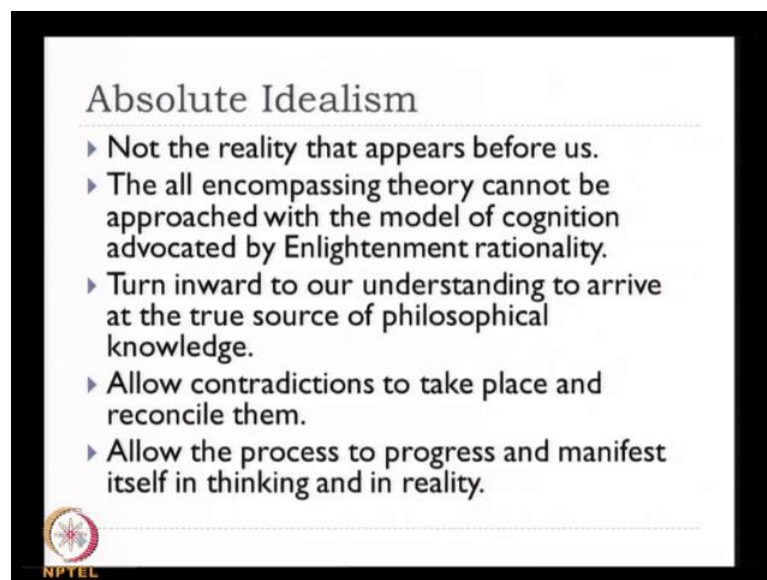 Absolute Idealism
Not the reality that appears before us.
The all encompassing theory cannot be
approached with the model of cognition
advocated by Enlightenment rationality.
Turn inward to our understanding to arrive
at the true source of philosophical
knowledge.
Allow contradictions to take place and
reconcile them.
Allow the process to progress and manifest
itself in thinking and in reality.
NPTEL